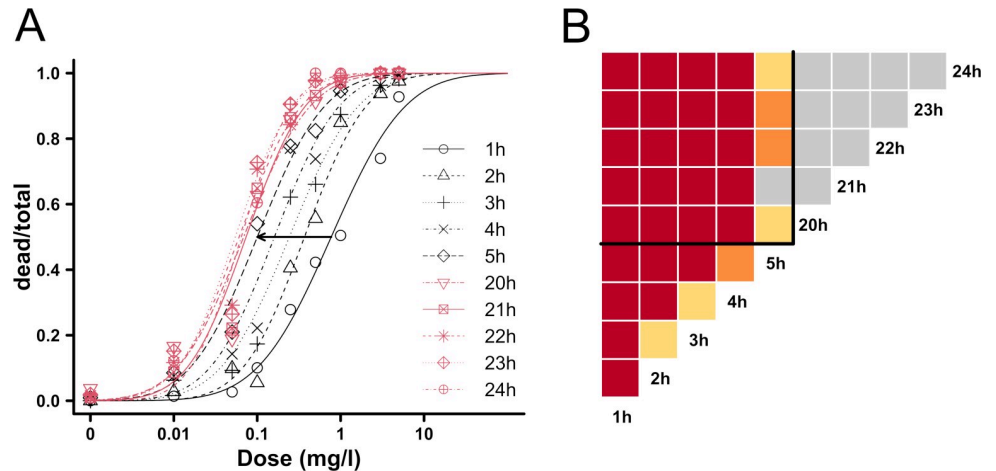 A
1.0
0.8
0.6
0.4
0.2
0.0
dead/total
0
0.01
0.1
1
10
Dose (mg/l)
1h
2h
3h
4h
5h
20h
21h
22h
23h
24h
B
24h
23h
22h
21h
20h
5h
4h
3h
2h
1h